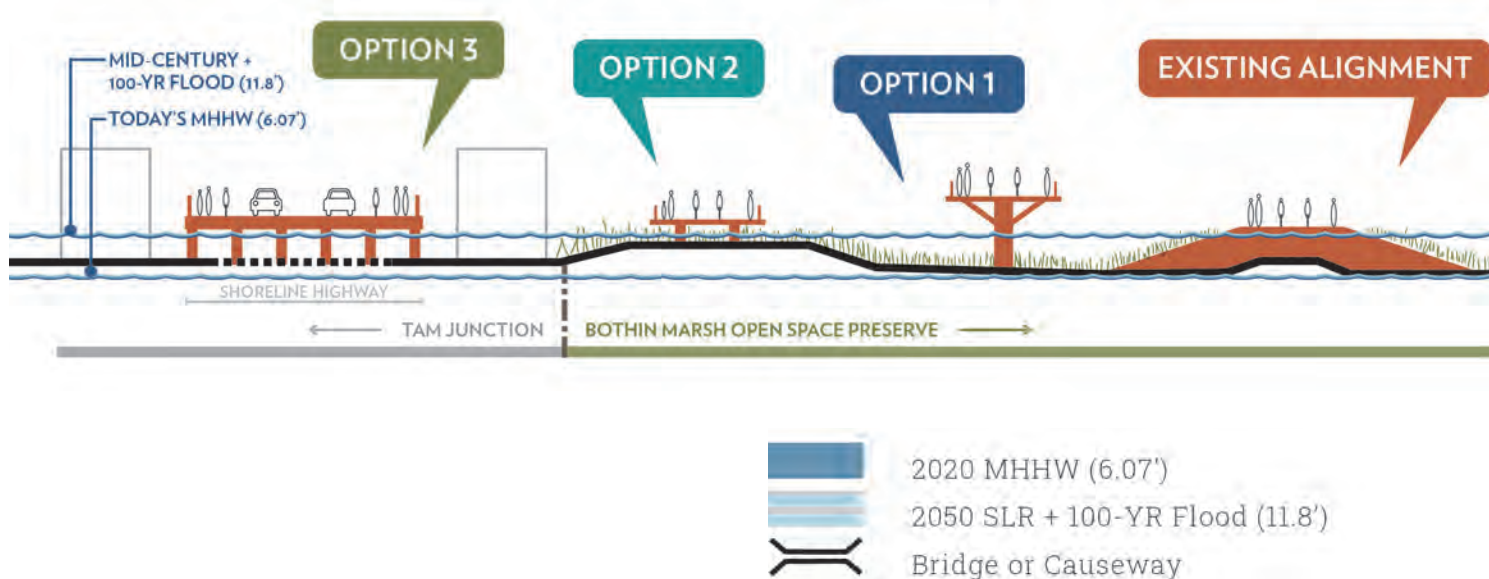 MID-CENTURY +
100-YR FLOOD (11.8')
TODAY'S MHHW (6.07')
OPTION 3
OPTION 2
OPTION 1
EXISTING ALIGNMENT
SHORELINE HIGHWAY
TAM JUNCTION
BOTHIN MARSH OPEN SPACE PRESERVE
2020 MHHW (6.07')
2050 SLR + 100-YR Flood (11.8')
Bridge or Causeway